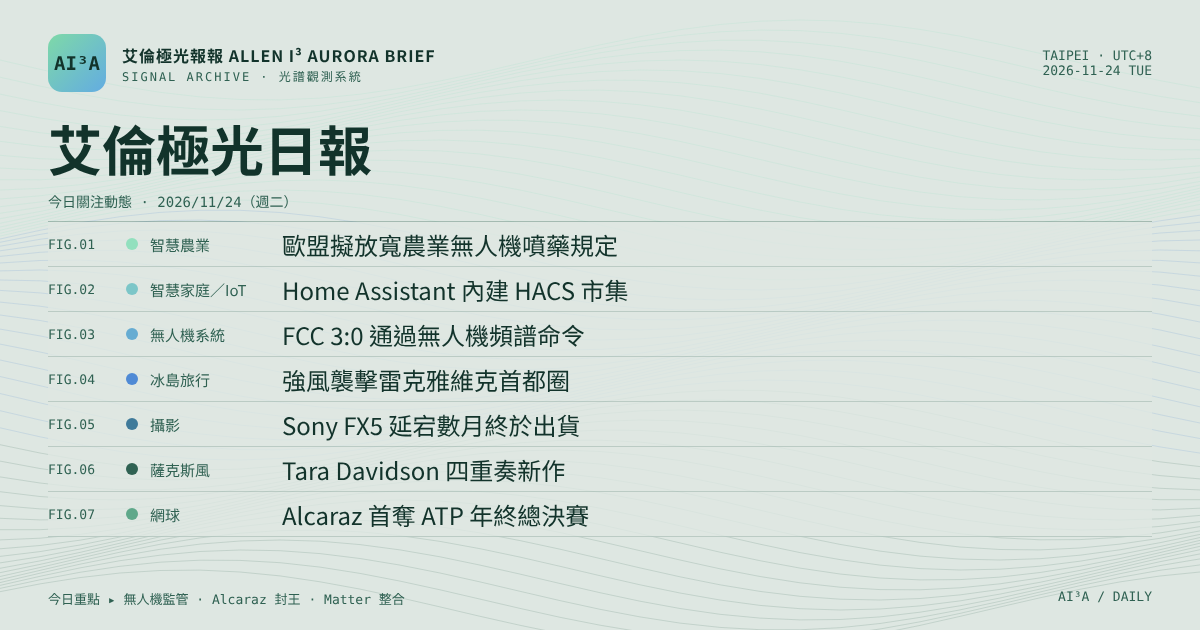 AI³A
艾倫極光報報 ALLEN I³ AURORA BRIEF
SIGNAL ARCHIVE · 光譜觀測系統
TAIPEI · UTC+8
2026-11-24 TUE
艾倫極光日報
今日關注動態 · 2026/11/24（週二）
FIG.01 智慧農業 歐盟擬放寬農業無人機噴藥規定
FIG.02 智慧家庭／IoT Home Assistant 內建 HACS 市集
FIG.03 無人機系統 FCC 3:0 通過無人機頻譜命令
FIG.04 冰島旅行 強風襲擊雷克雅維克首都圈
FIG.05 攝影 Sony FX5 延宕數月終於出貨
FIG.06 薩克斯風 Tara Davidson 四重奏新作
FIG.07 網球 Alcaraz 首奪 ATP 年終總決賽
今日重點 ▸ 無人機監管 · Alcaraz 封王 · Matter 整合
AI³A / DAILY